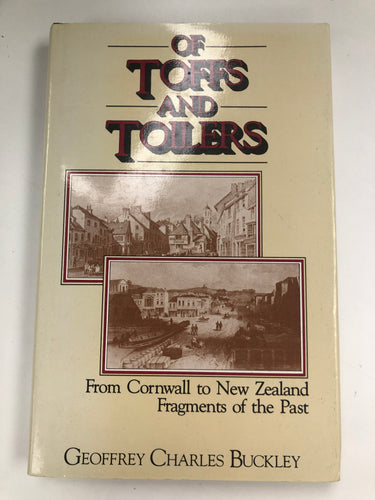 OF
TOFFS
AND
TOILERS
From Cornwall to New Zealand
Fragments of the Past
GEOFFREY CHARLES BUCKLEY